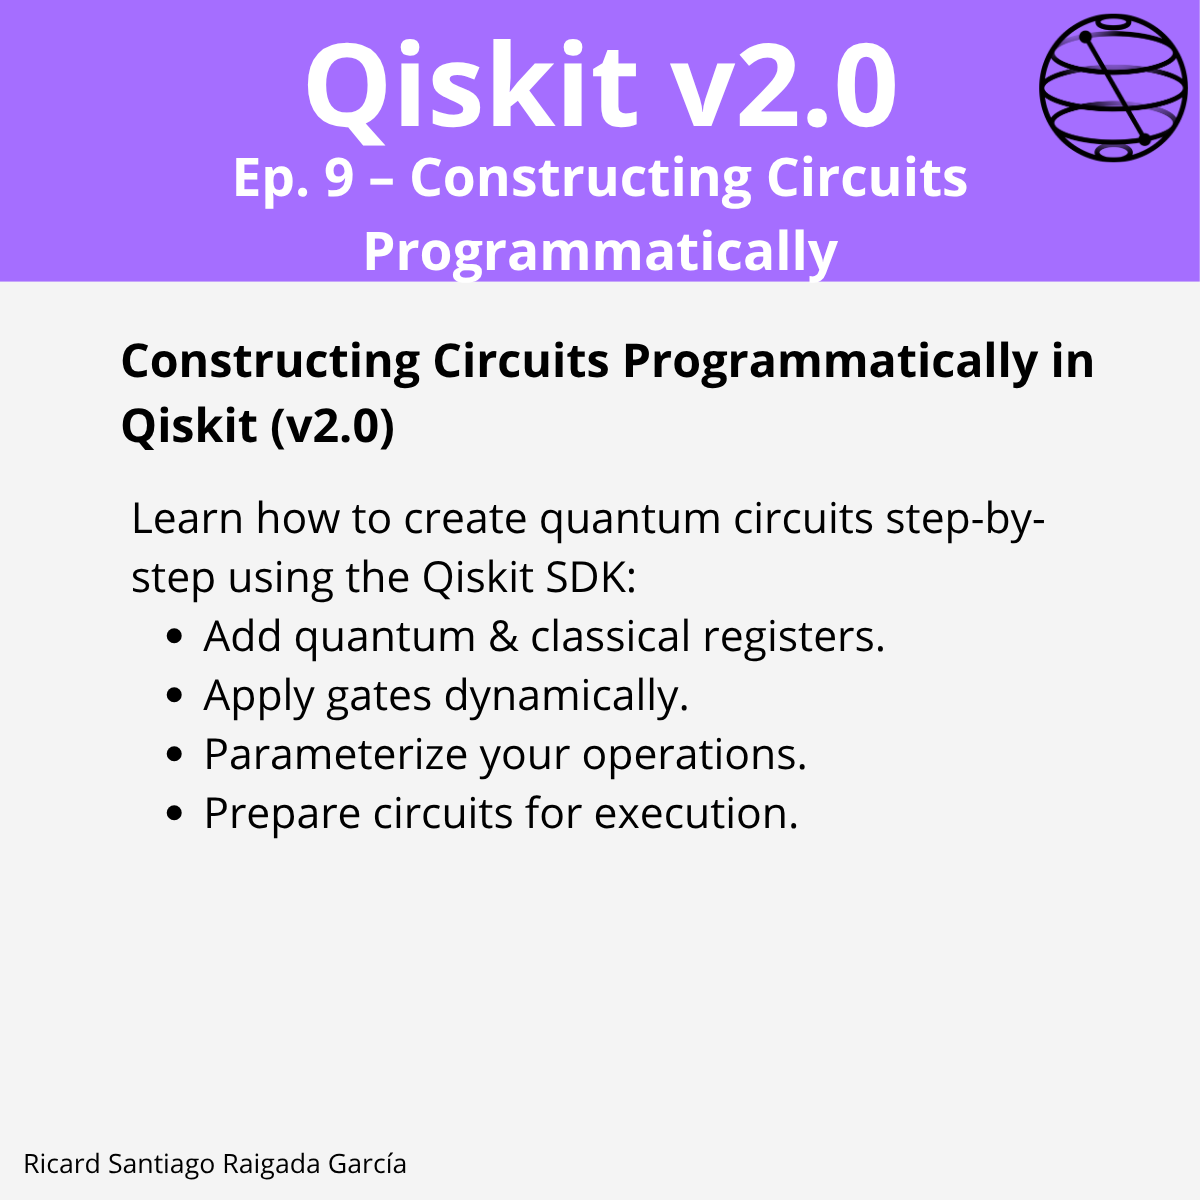 Qiskit v2.0
Ep. 9 – Constructing Circuits
Programmatically
Constructing Circuits Programmatically in
Qiskit (v2.0)
Learn how to create quantum circuits step-by-
step using the Qiskit SDK:
• Add quantum & classical registers.
• Apply gates dynamically.
• Parameterize your operations.
• Prepare circuits for execution.
Ricard Santiago Raigada García